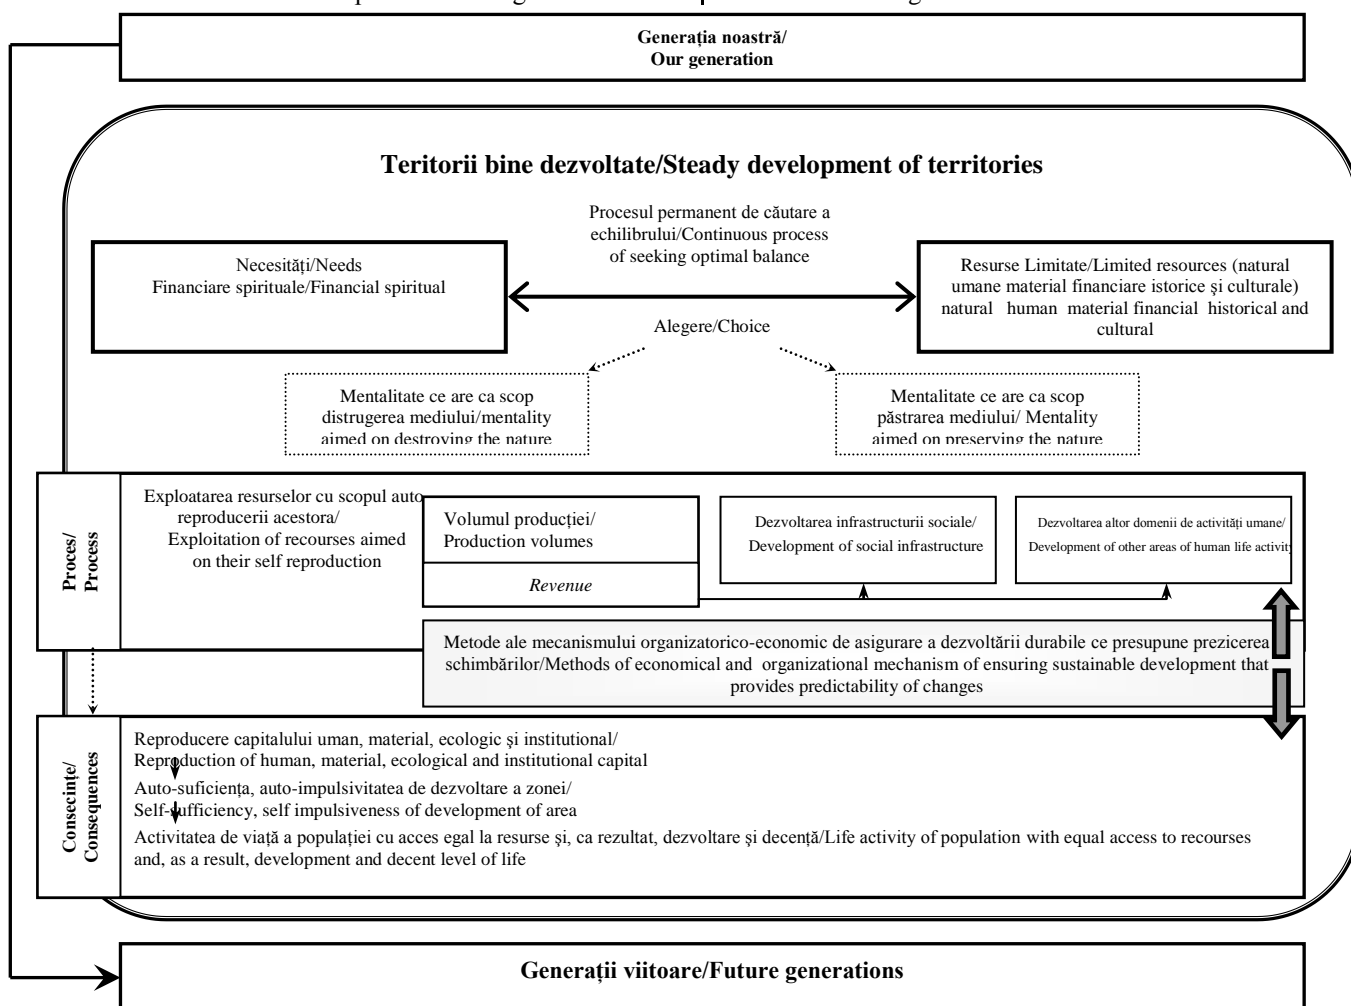 Generația noastră/
Our generation
Teritorii bine dezvoltate/Steady development of territories
Procesul permanent de căutare a
echilibrului/Continuous process
of seeking optimal balance
Necesități/Needs
Financiare spirituale/Financial spiritual
Resurse Limitate/Limited resources (natural
umane material financiare istorice și culturale)
natural human material financial historical and
cultural
Alegere/Choice
Mentalitate ce are ca scop
distrugerea mediului/mentality
aimed on destroying the nature
Mentalitate ce are ca scop
păstrarea mediului/ Mentality
aimed on preserving the nature
Proces/
Process
Exploatarea resurselor cu scopul auto
reproducerii acestora/
Exploitation of recourses aimed
on their self reproduction
Volumul producției/
Production volumes
Revenue
Dezvoltarea infrastructurii sociale/
Development of social infrastructure
Dezvoltarea altor domenii de activități umane/
Development of other areas of human life activity
Metode ale mecanismului organizatorico-economic de asigurare a dezvoltării durabile ce presupune prezicerea
schimbărilor/Methods of economical and organizational mechanism of ensuring sustainable development that
provides predictability of changes
Consecințe/
Consequences
Reproducere capitalului uman, material, ecologic și institutional/
Reproduction of human, material, ecological and institutional capital
Auto-suficiența, auto-impulsivitatea de dezvoltare a zonei/
Self-sufficiency, self impulsiveness of development of area
Activitatea de viață a populației cu acces egal la resurse și, ca rezultat, dezvoltare și decență/Life activity of population with equal access to recourses
and, as a result, development and decent level of life
Generații viitoare/Future generations